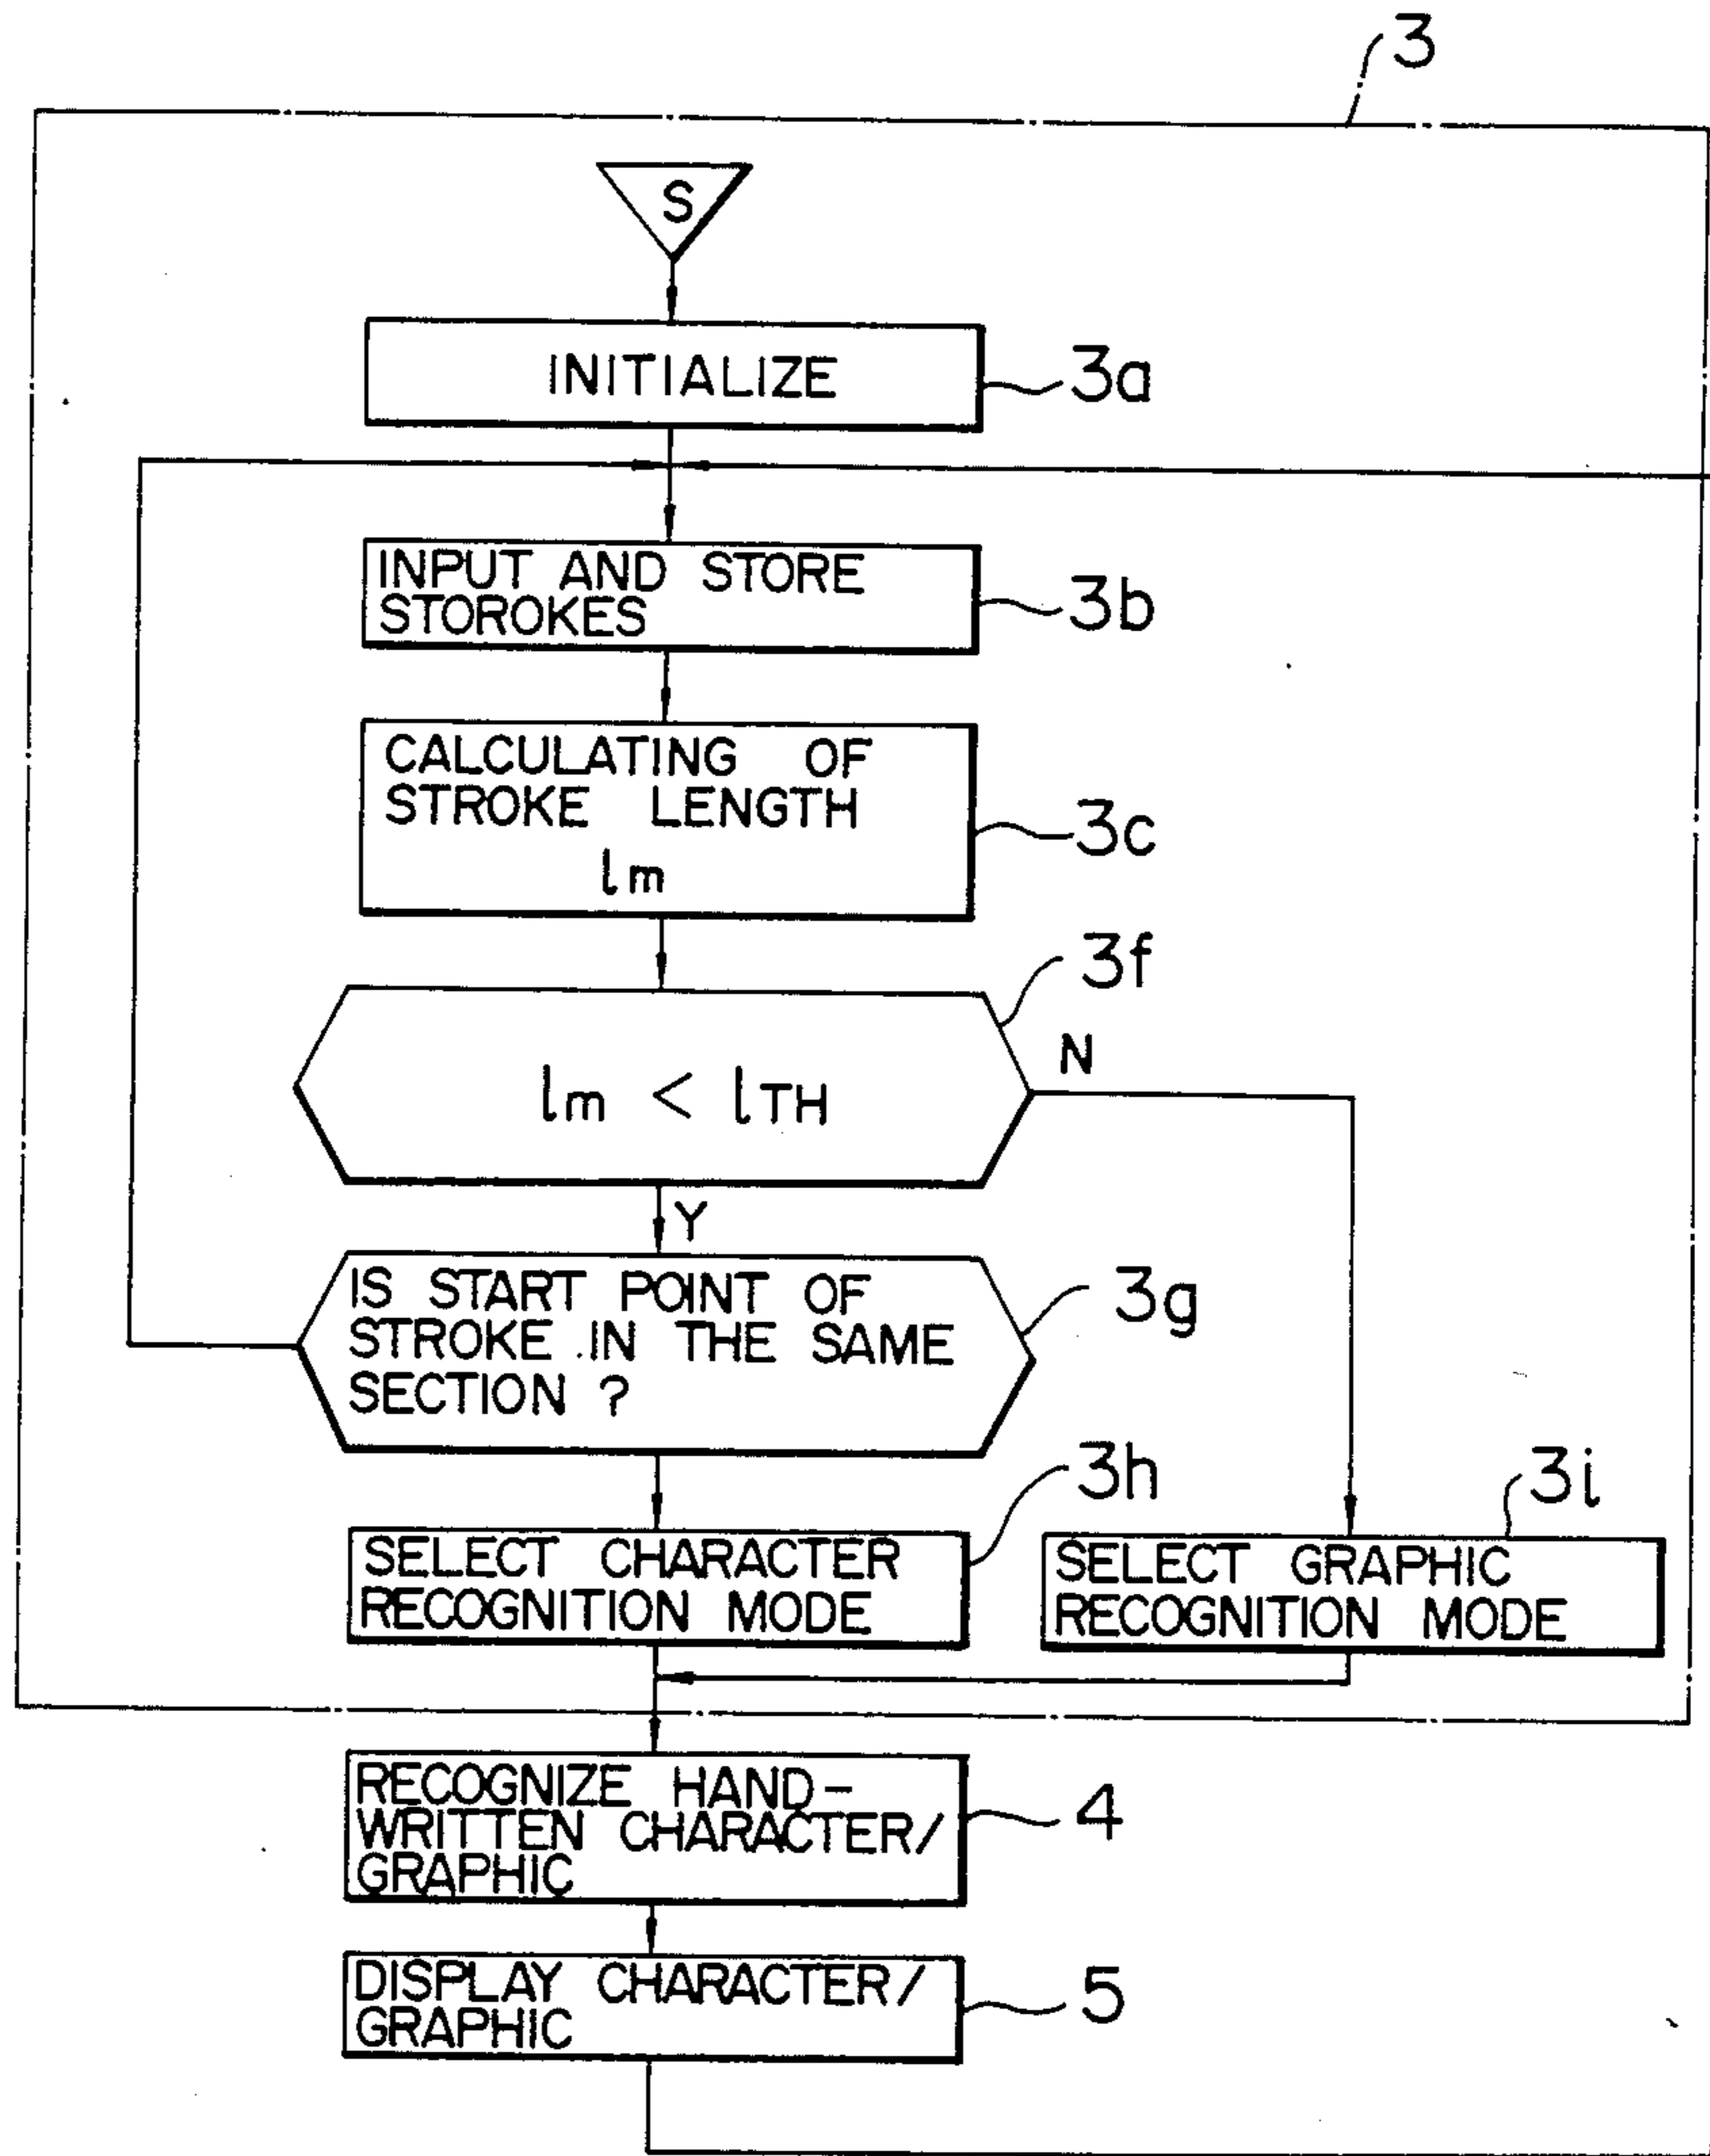 3
S
INITIALIZE
3a
INPUT AND STORE
STOROKES
3b
CALCULATING OF
STROKE LENGTH
lm
3c
3f
lm < lTH
N
Y
IS START POINT OF
STROKE IN THE SAME
SECTION ?
3g
3h
SELECT CHARACTER
RECOGNITION MODE
3i
SELECT GRAPHIC
RECOGNITION MODE
RECOGNIZE HAND-
WRITTEN CHARACTER/
GRAPHIC
4
DISPLAY CHARACTER/
GRAPHIC
5